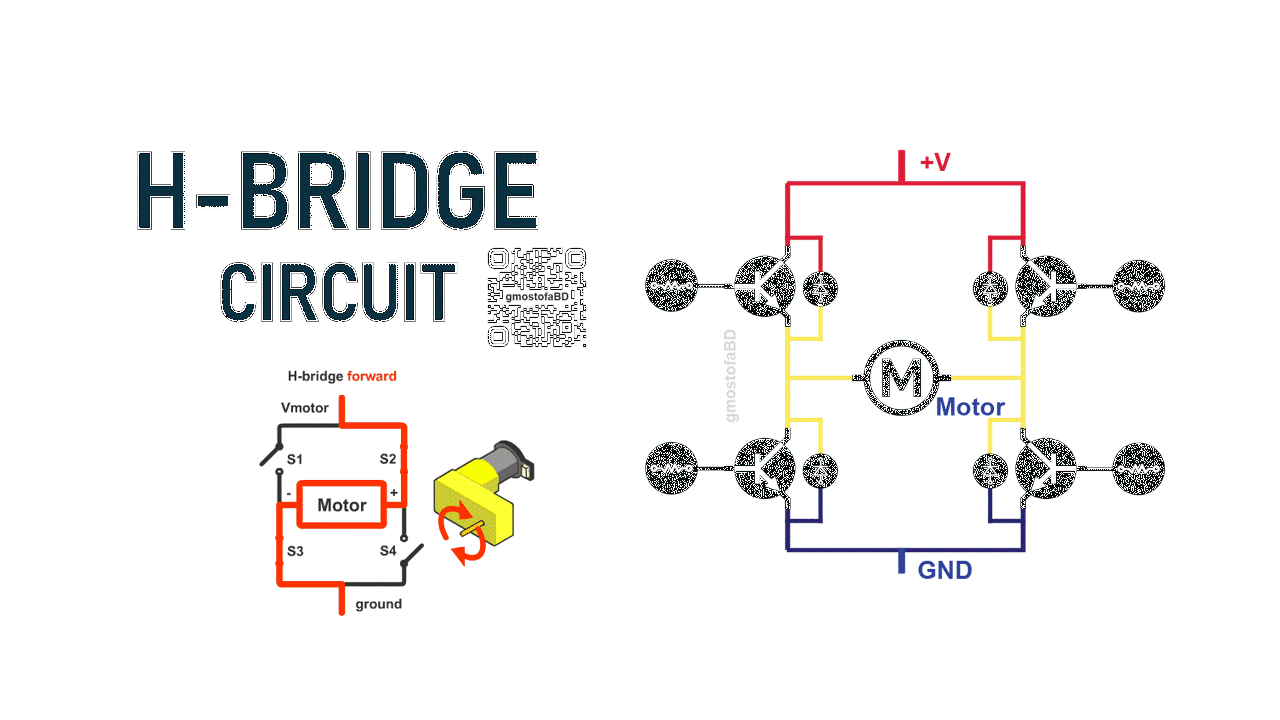 H-BRIDGE
CIRCUIT
gmostofaBD
H-bridge forward
Vmotor
S1
S2
-
+
Motor
S3
S4
ground
+V
gmostofaBD
M
Motor
GND